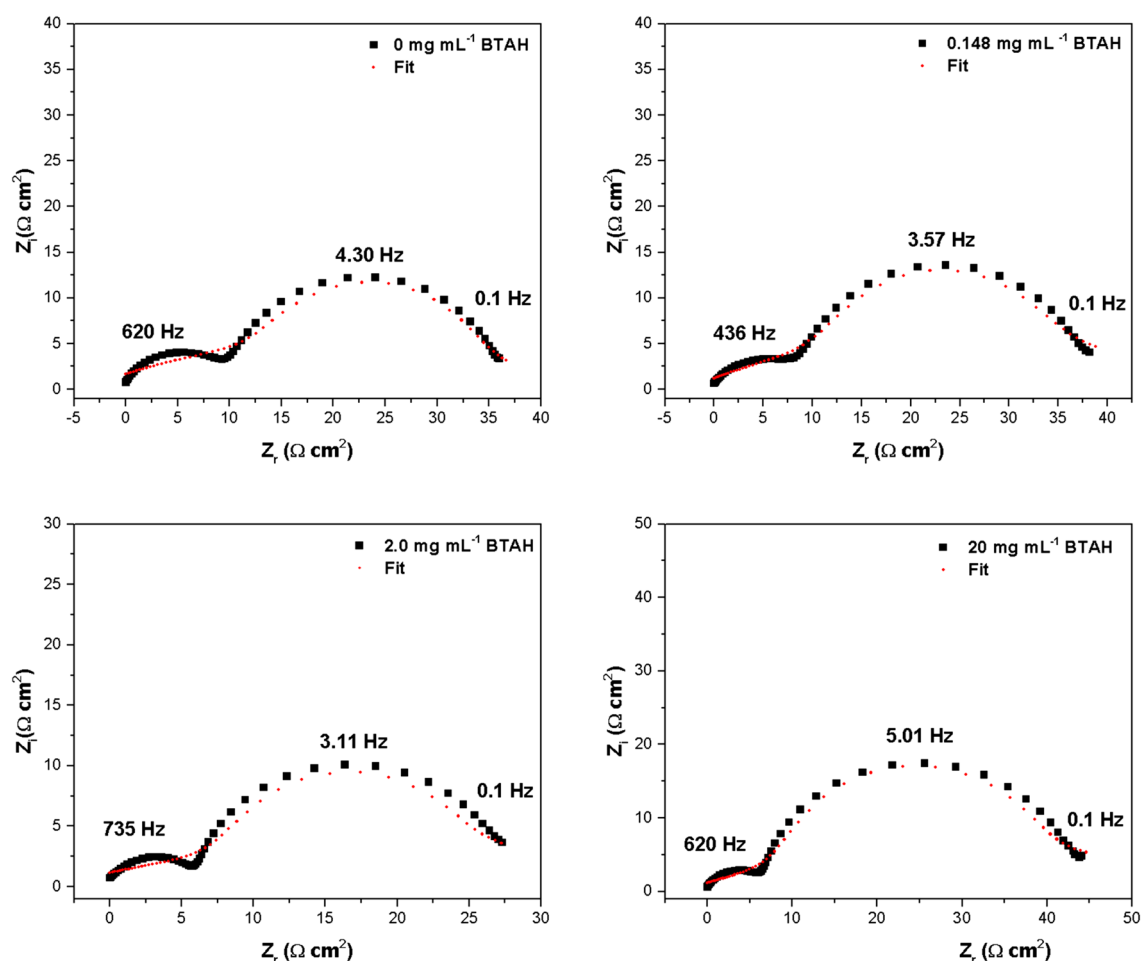 0 mg mL⁻¹ BTAH
Fit
40
35
30
25
20
15
10
5
0
Zᵢ(Ω cm²)
620 Hz
4.30 Hz
0.1 Hz
-5 0 5 10 15 20 25 30 35 40
Zᵣ (Ω cm²)
0.148 mg mL⁻¹ BTAH
Fit
40
35
30
25
20
15
10
5
0
Zᵢ(Ω cm²)
436 Hz
3.57 Hz
0.1 Hz
-5 0 5 10 15 20 25 30 35 40
Zᵣ (Ω cm²)
2.0 mg mL⁻¹ BTAH
Fit
30
25
20
15
10
5
0
Zᵢ(Ω cm²)
735 Hz
3.11 Hz
0.1 Hz
0 5 10 15 20 25 30
Zᵣ (Ω cm²)
20 mg mL⁻¹ BTAH
Fit
50
40
30
20
10
0
Zᵢ (Ω cm²)
620 Hz
5.01 Hz
0.1 Hz
0 10 20 30 40 50
Zᵣ (Ω cm²)